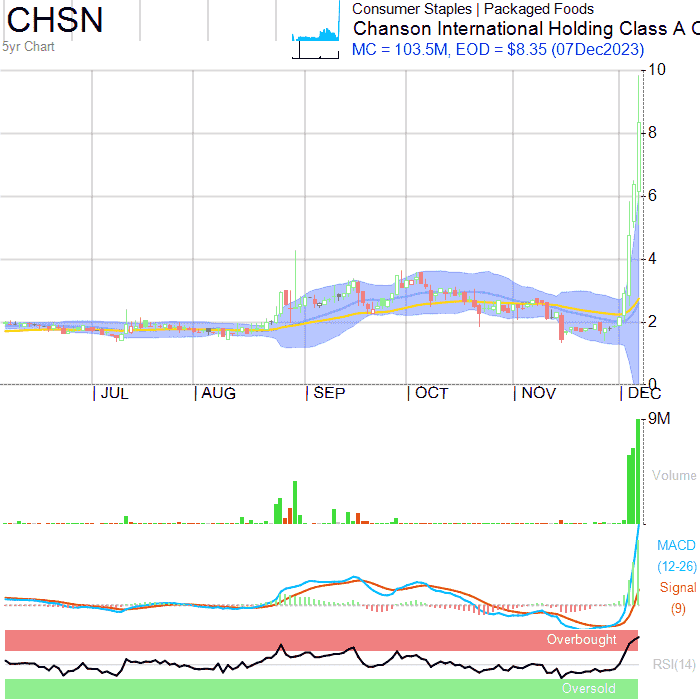 CHSN
5yr Chart
Consumer Staples | Packaged Foods
Chanson International Holding Class A O
MC = 103.5M, EOD = $8.35 (07Dec2023)
10
8
6
4
2
0
JUL AUG SEP OCT NOV DEC
9M
Volume
MACD
(12-26)
Signal
(9)
Overbought
RSI(14)
Oversold